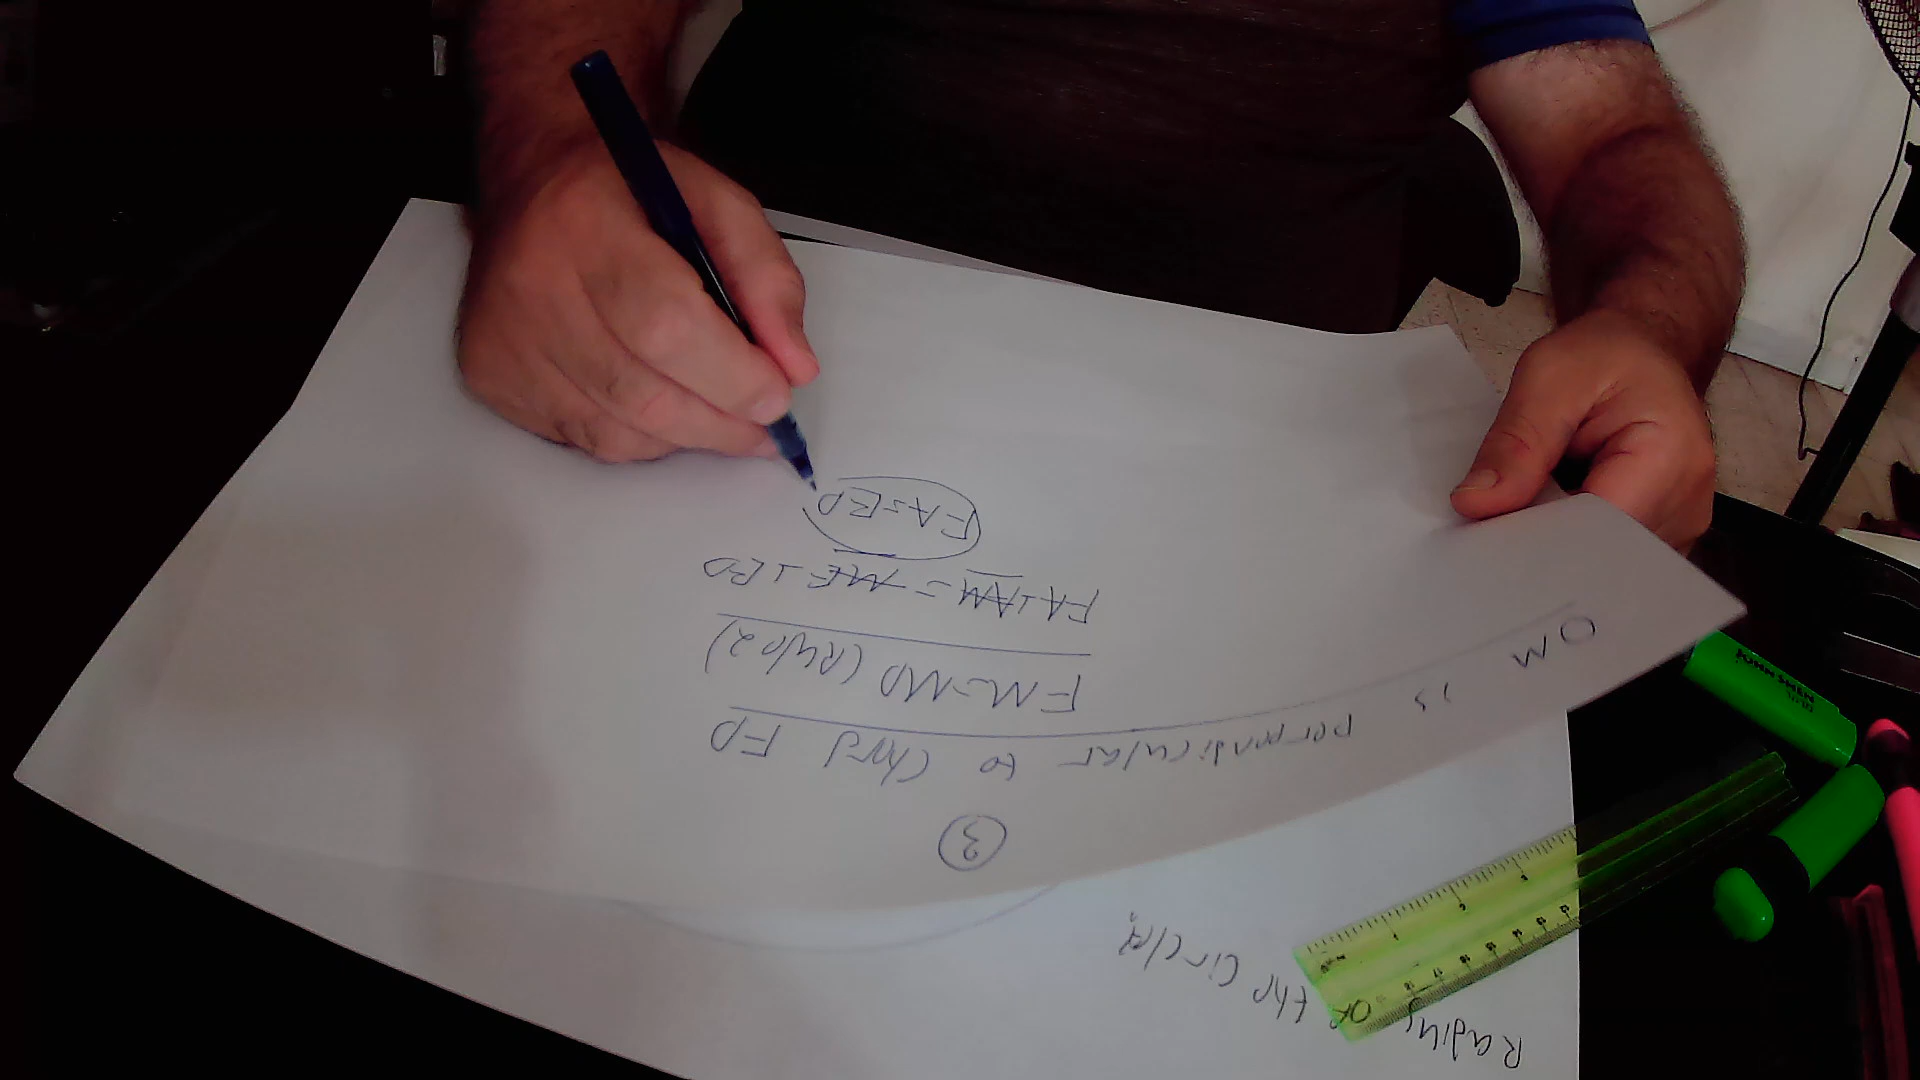 ③
OM is perpendicular to Chord FD
FM=MD (Rule 2)
FA+AM = ME+ED
FA=ED
Radius of the Circle